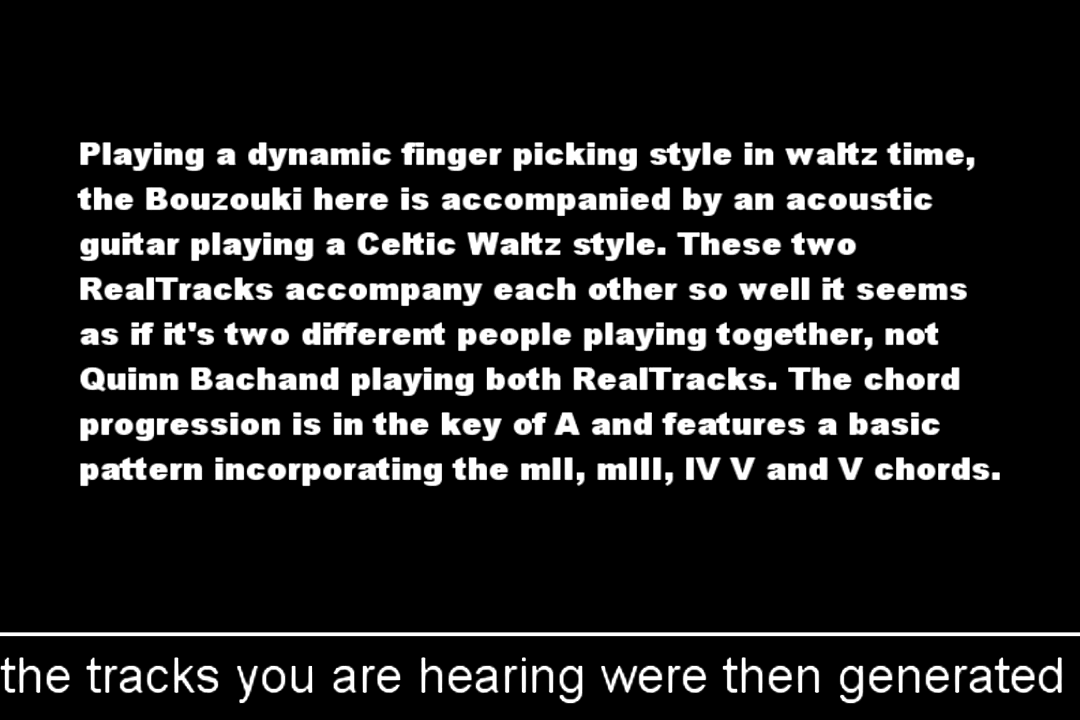 Playing a dynamic finger picking style in waltz time,
the Bouzouki here is accompanied by an acoustic
guitar playing a Celtic Waltz style. These two
RealTracks accompany each other so well it seems
as if it's two different people playing together, not
Quinn Bachand playing both RealTracks. The chord
progression is in the key of A and features a basic
pattern incorporating the mII, mIII, IV V and V chords.
the tracks you are hearing were then generated